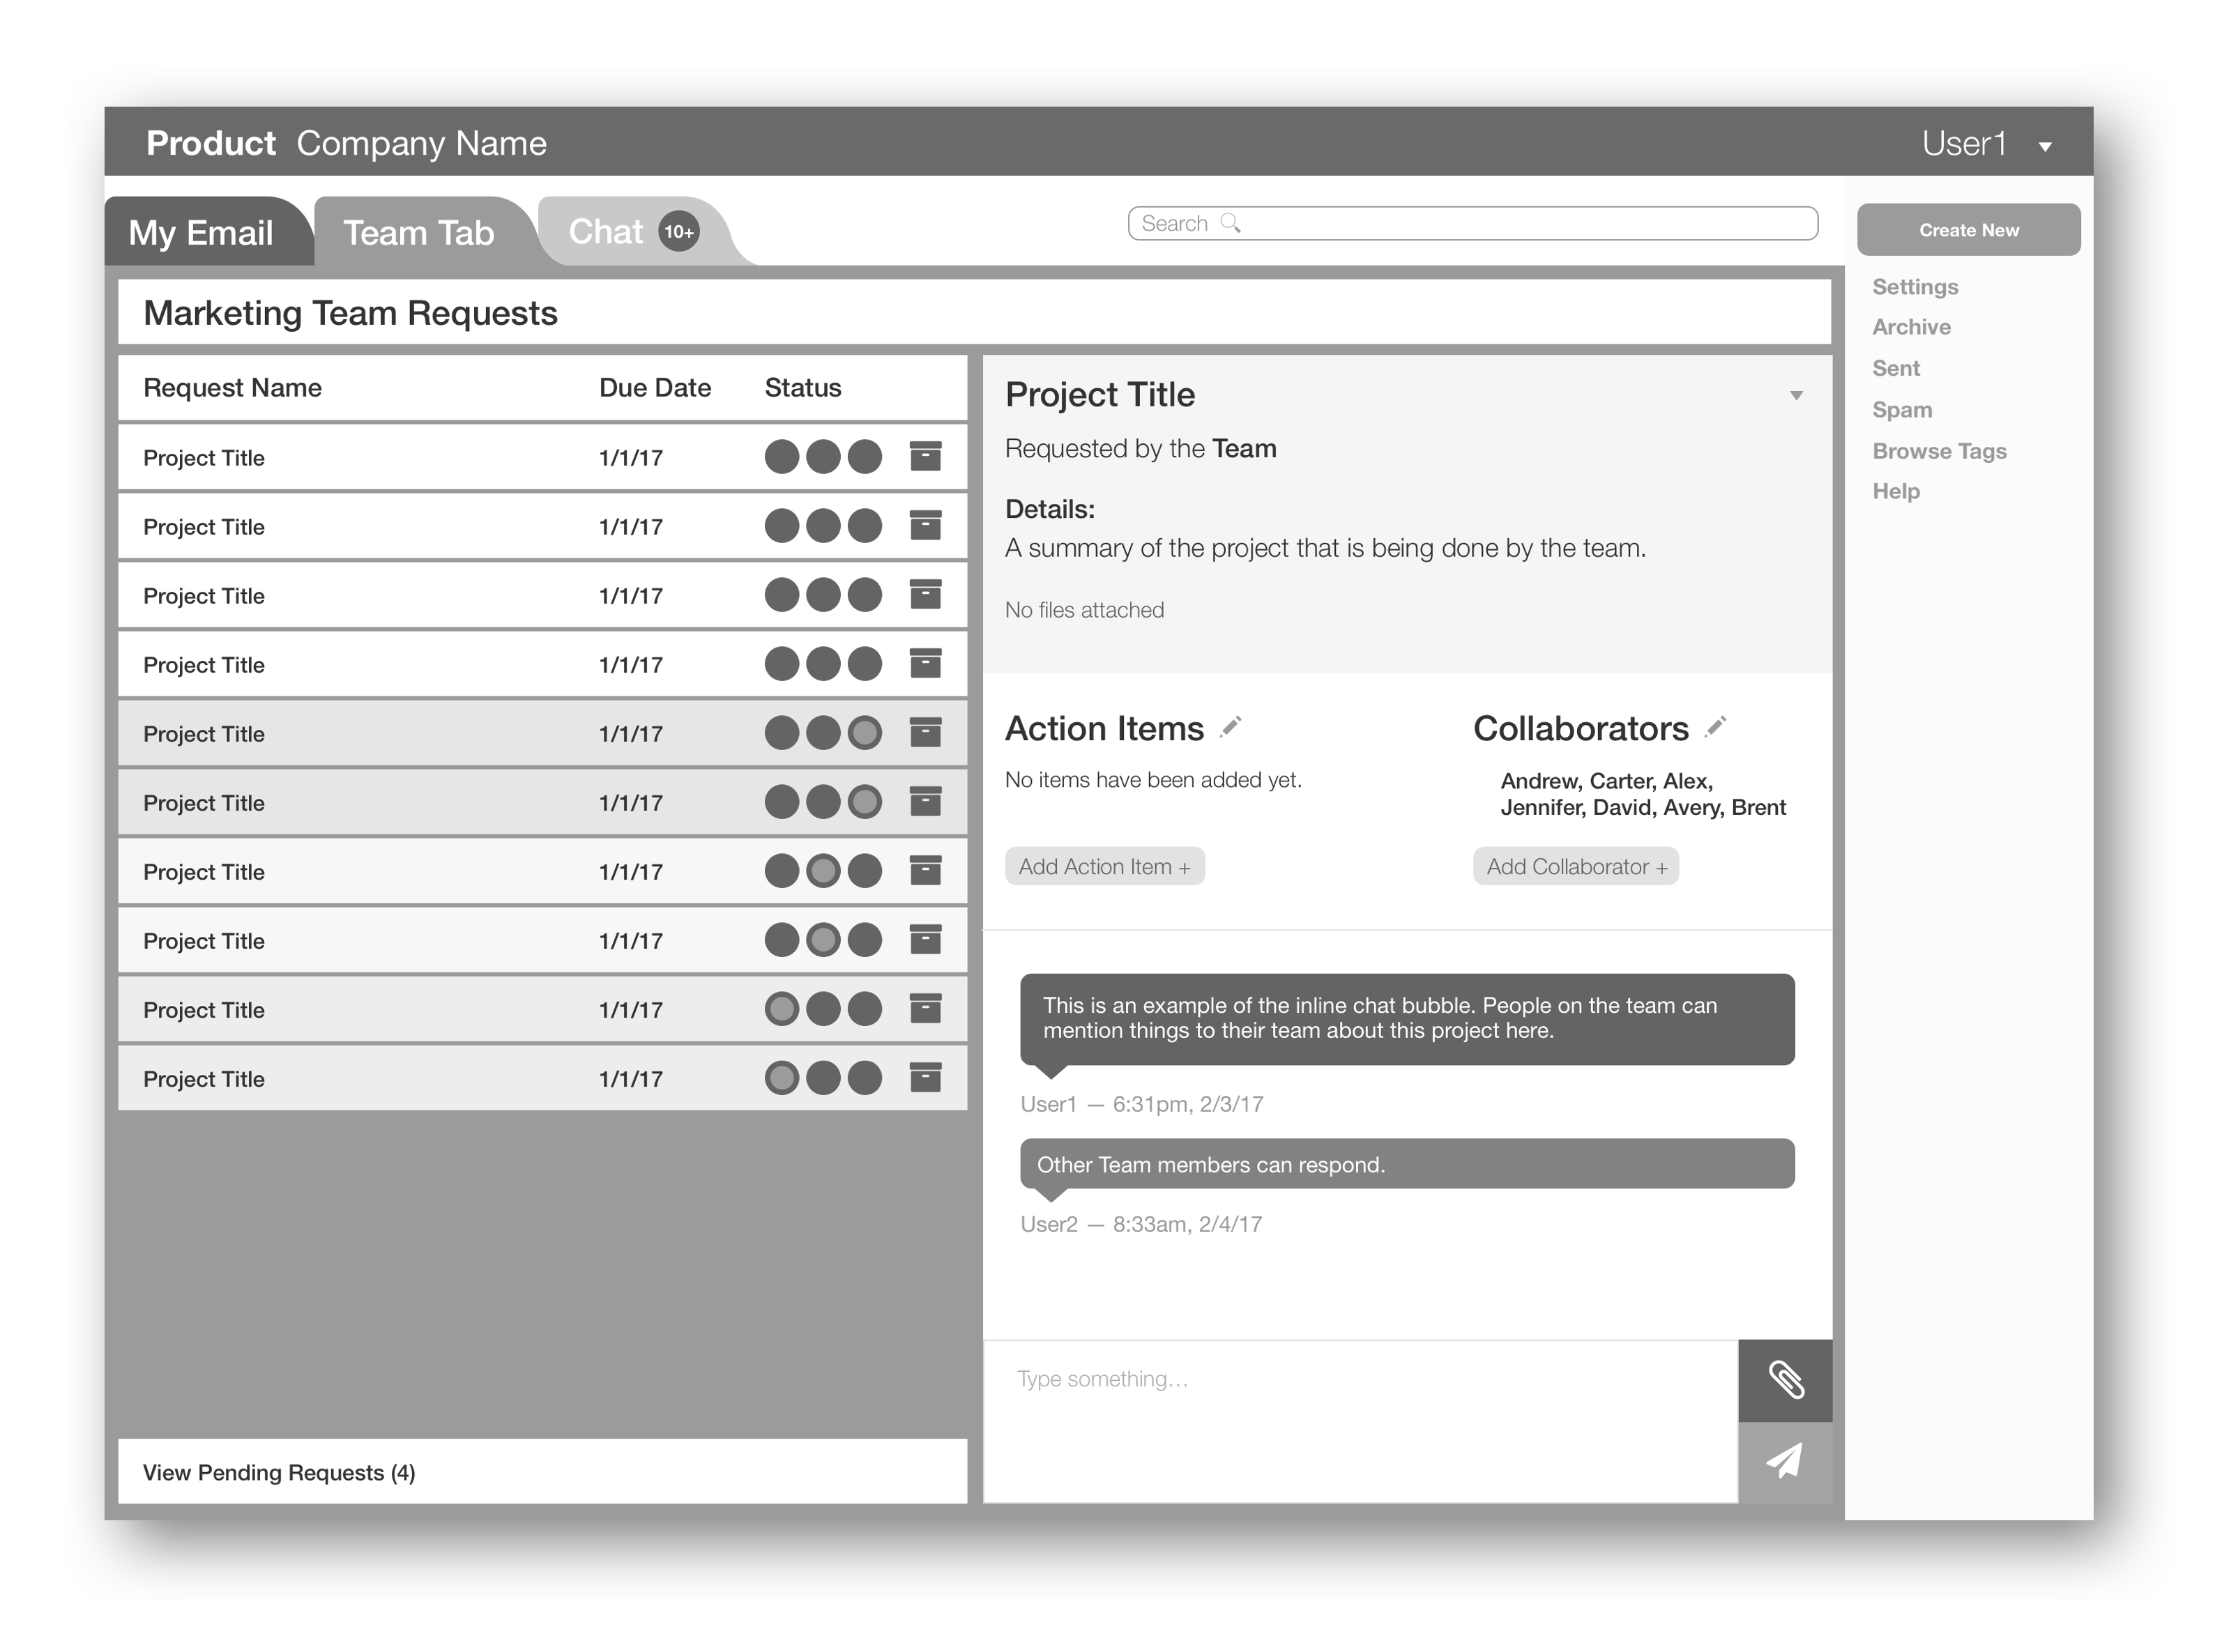 Product Company Name
User1
My Email
Team Tab
Chat 10+
Search
Create New
Settings
Archive
Sent
Spam
Browse Tags
Help
Marketing Team Requests
Request Name Due Date Status
Project Title 1/1/17
Project Title 1/1/17
Project Title 1/1/17
Project Title 1/1/17
Project Title 1/1/17
Project Title 1/1/17
Project Title 1/1/17
Project Title 1/1/17
Project Title 1/1/17
Project Title 1/1/17
View Pending Requests (4)
Project Title
Requested by the Team
Details:
A summary of the project that is being done by the team.
No files attached
Action Items
No items have been added yet.
Add Action Item +
Collaborators
Andrew, Carter, Alex,
Jennifer, David, Avery, Brent
Add Collaborator +
This is an example of the inline chat bubble. People on the team can
mention things to their team about this project here.
User1 — 6:31pm, 2/3/17
Other Team members can respond.
User2 — 8:33am, 2/4/17
Type something...